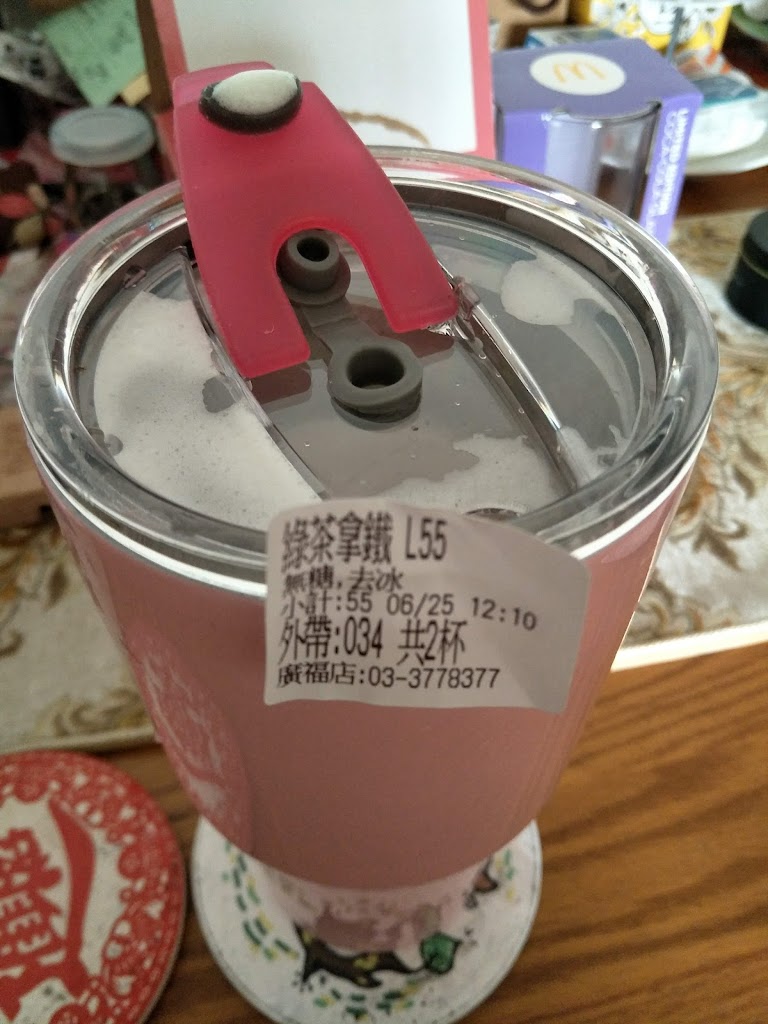 綠茶拿鐵 L55
無糖,去冰
小計:55 06/25 12:10
外帶:034 共2杯
廣福店:03-3778377